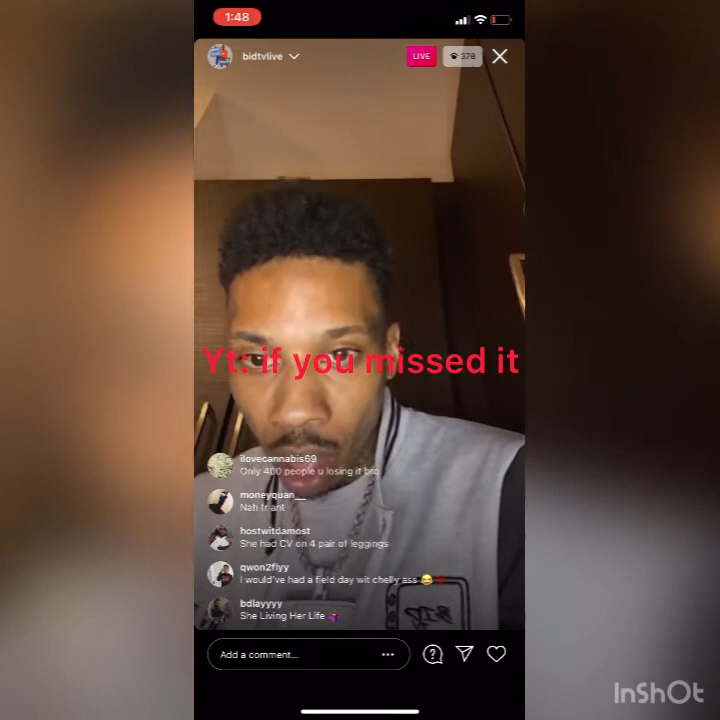 1:48
bidtvlive
LIVE
378
Yt: if you missed it
ilovecannabis69
Only 400 people u losing it bro
moneyquan__
Nah fr ant
hostwitdamost
She had CV on 4 pair of leggings
qwon2flyy
I would've had a field day wit chelly ass 😂
bdlayyyy
She Living Her Life
Add a comment...
InShOt